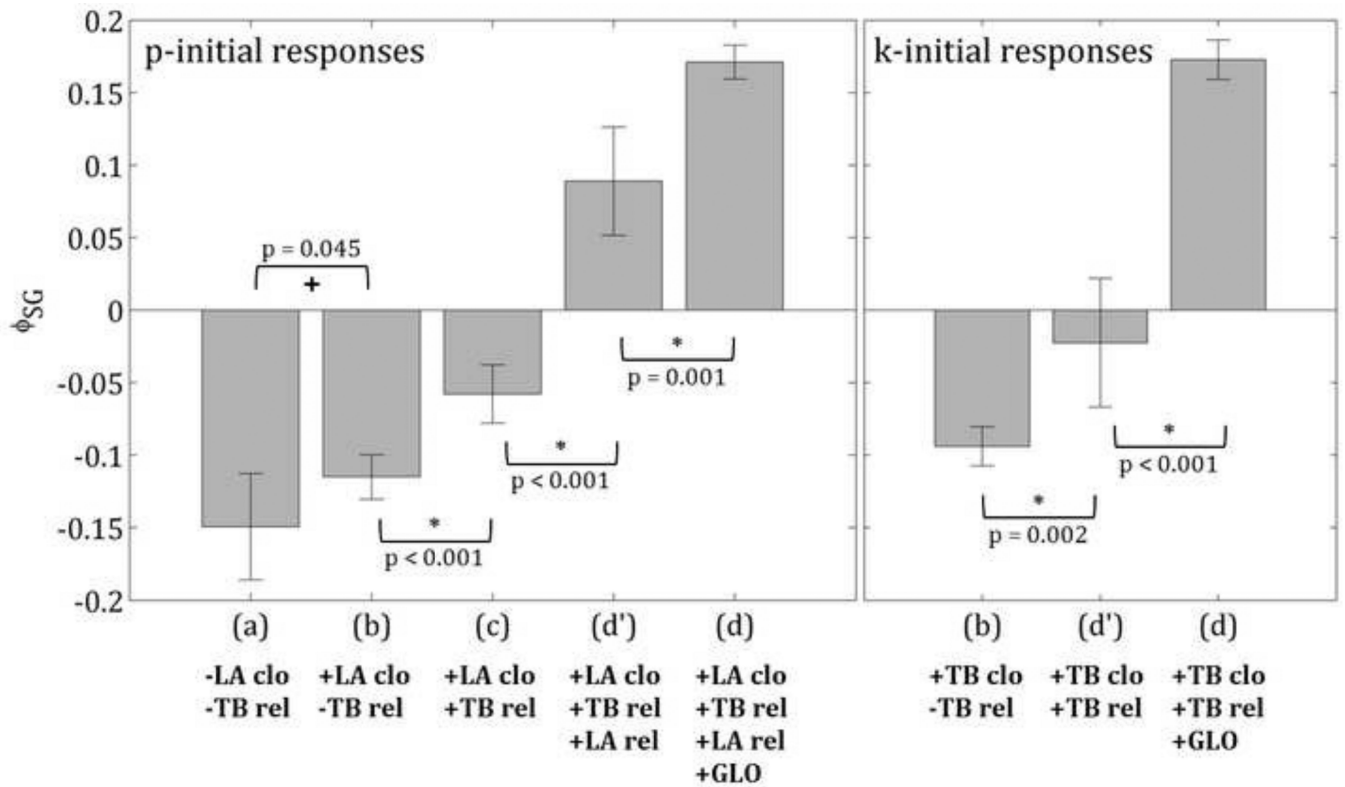 p-initial responses
k-initial responses
0.2
0.15
0.1
0.05
0
-0.05
-0.1
-0.15
-0.2
ϕSG
p = 0.045
+
*
p < 0.001
*
p < 0.001
*
p = 0.001
*
p = 0.002
*
p < 0.001
(a) (b) (c) (d') (d) (b) (d') (d)
-LA clo +LA clo +LA clo +LA clo +LA clo +TB clo +TB clo +TB clo
-TB rel -TB rel +TB rel +TB rel +TB rel -TB rel +TB rel +TB rel
+LA rel +LA rel +GLO
+GLO